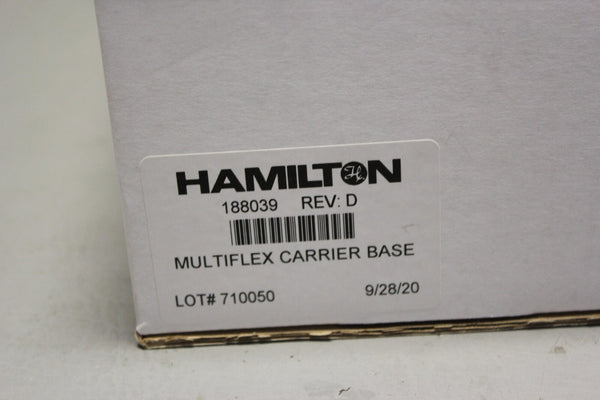 HAMILTON
188039 REV: D
MULTIFLEX CARRIER BASE
LOT# 710050 9/28/20